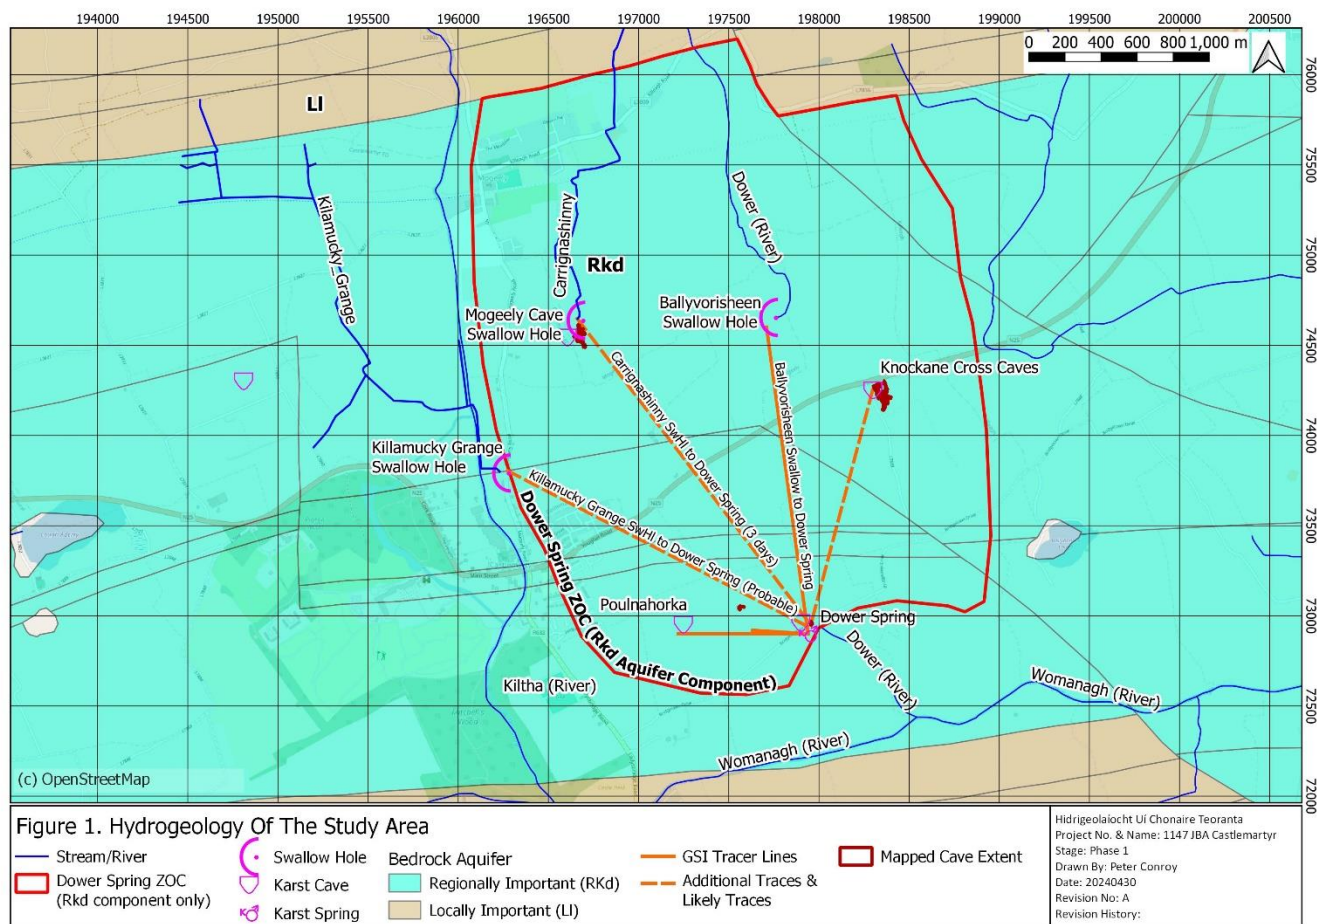 194000 194500 195000 195500 196000 196500 197000 197500 198000 198500 199000 199500 200000 200500
0 200 400 600 800 1,000 m
76000
75500
75000
74500
74000
73500
73000
72500
72000
Ll
Kilamucky_Grange
Carrignashinny
Rkd
Dower (River)
Mogeely Cave
Swallow Hole
Ballyvorisheen
Swallow Hole
Knockane Cross Caves
Killamucky Grange
Swallow Hole
Carrignashinny SwHl to Dower Spring (3 days)
Ballyvorisheen Swallow to Dower Spring
Killamucky Grange SwHl to Dower Spring (Probable)
Dower Spring ZOC (Rkd Aquifer Component)
Poulnahorka
Dower Spring
Dower (River)
Kiltha (River)
Womanagh (River)
Womanagh (River)
(c) OpenStreetMap
Figure 1. Hydrogeology Of The Study Area
Stream/River
Dower Spring ZOC
(Rkd component only)
Swallow Hole
Karst Cave
Karst Spring
Bedrock Aquifer
Regionally Important (RKd)
Locally Important (Ll)
GSI Tracer Lines
Additional Traces &
Likely Traces
Mapped Cave Extent
Hidrigeolaíocht Uí Chonaire Teoranta
Project No. & Name: 1147 JBA Castlemartyr
Stage: Phase 1
Drawn By: Peter Conroy
Date: 20240430
Revision No: A
Revision History: